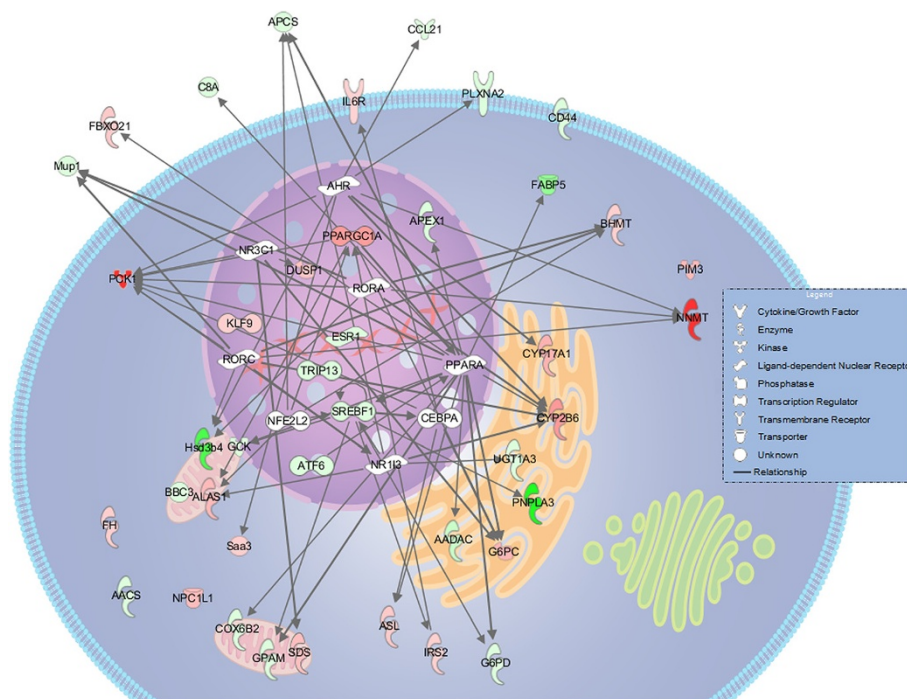 APCS
CCL21
C8A
IL6R
PLXNA2
FBXO21
CD44
Mup1
AHR
FABP5
APEX1
BHMT
PPARGC1A
NR3C1
DUSP1
PIM3
PCK1
RORA
Legend
NNMT
Cytokine/Growth Factor
KLF9
Enzyme
ESR1
Kinase
CYP17A1
RORC
PPARA
Ligand-dependent Nuclear Recepto
TRIP13
Phosphatase
Transcription Regulator
SREBF1
CEBPA
CYP2B6
NFE2L2
Transmembrane Receptor
Transporter
Hsd3b4
GCK
Unknown
UGT1A3
ATF6
NR1I3
Relationship
BBC3
ALAS1
PNPLA3
FH
AADAC
Saa3
G6PC
AACS
NPC1L1
COX6B2
ASL
GPAM
SDS
IRS2
G6PD